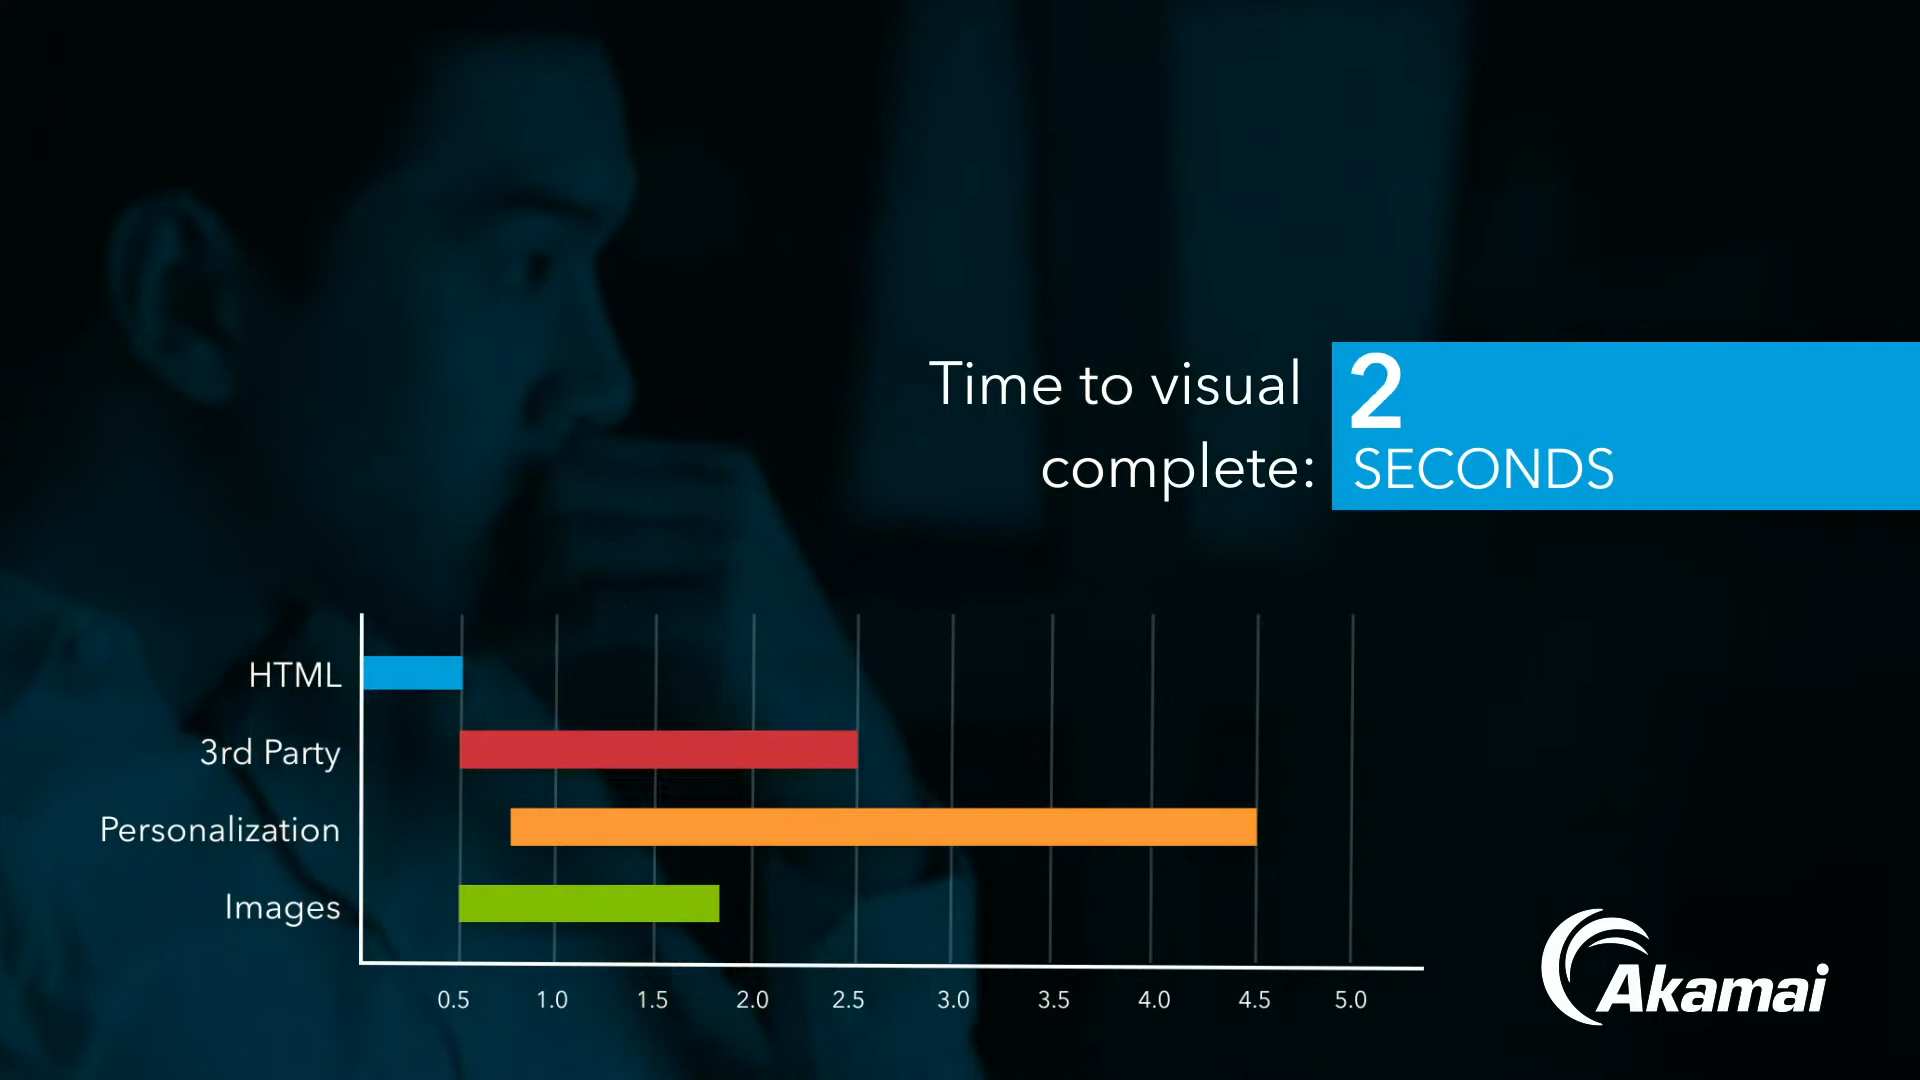 Time to visual
complete:
2
SECONDS
HTML
3rd Party
Personalization
Images
0.5 1.0 1.5 2.0 2.5 3.0 3.5 4.0 4.5 5.0
Akamai